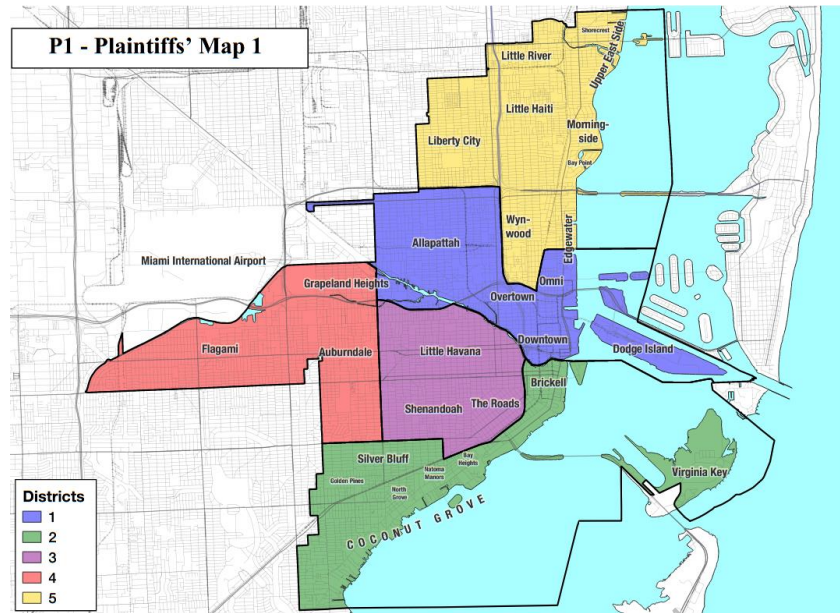 P1 - Plaintiffs' Map 1
Shorecrest
Upper East Side
Little River
Little Haiti
Liberty City
Morning-
side
Bay Point
Wyn-
wood
Edgewater
Allapattah
Miami International Airport
Grapeland Heights
Omni
Overtown
Flagami
Auburndale
Little Havana
Downtown
Dodge Island
Brickell
Shenandoah
The Roads
Silver Bluff
Bay
Heights
Natoma
Manors
Golden Pines
North
Grove
Virginia Key
COCONUT GROVE
Districts
1
2
3
4
5